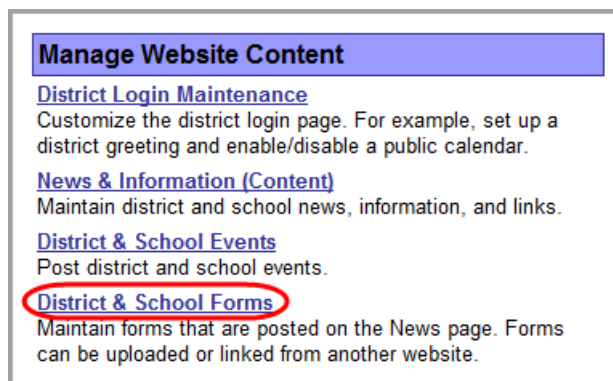 Manage Website Content
District Login Maintenance
Customize the district login page. For example, set up a
district greeting and enable/disable a public calendar.
News & Information (Content)
Maintain district and school news, information, and links.
District & School Events
Post district and school events.
District & School Forms
Maintain forms that are posted on the News page. Forms
can be uploaded or linked from another website.